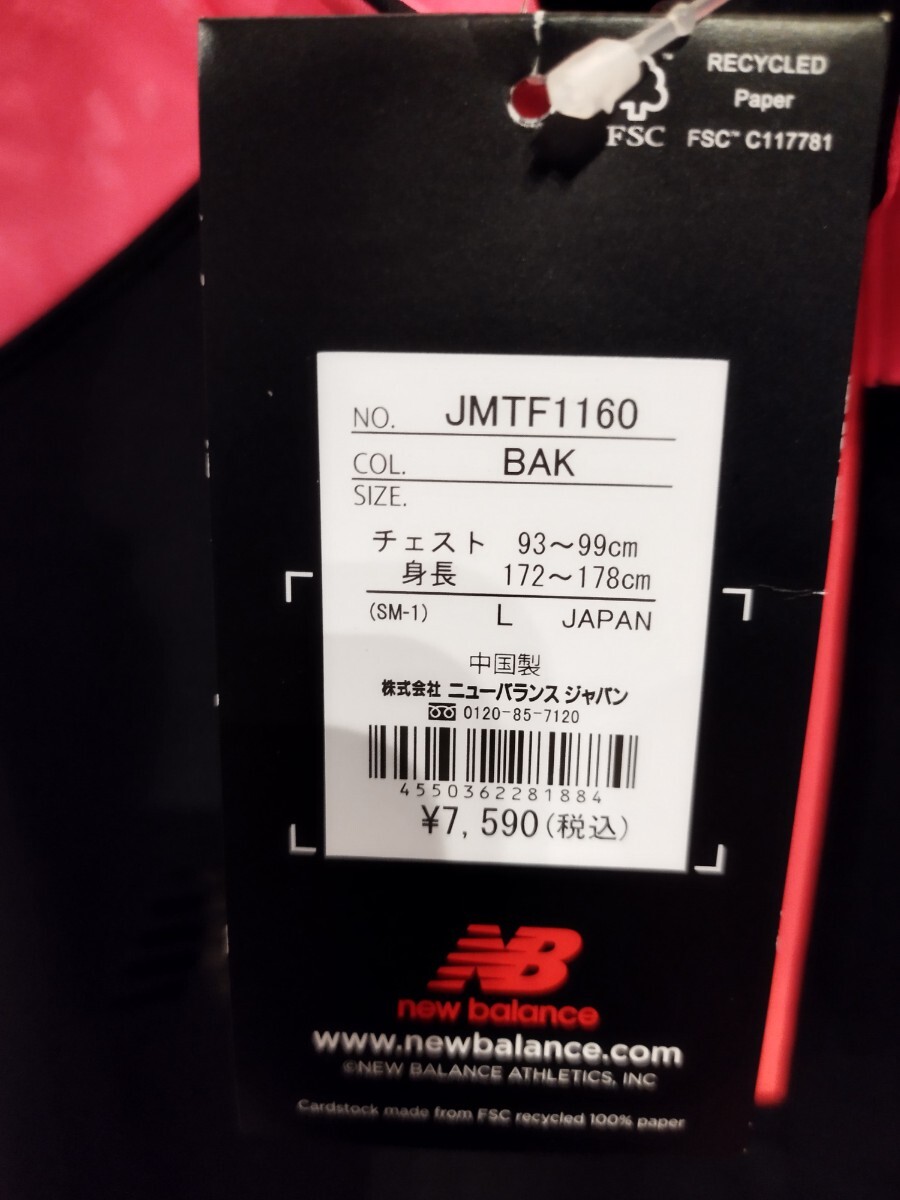 RECYCLED
Paper
FSC™ C117781
FSC
NO. JMTF1160
COL. BAK
SIZE.
チェスト 93～99cm
身長 172～178cm
(SM-1) L JAPAN
中国製
株式会社 ニューバランス ジャパン
0120-85-7120
4550362281884
¥7,590(税込)
NB
new balance
www.newbalance.com
©NEW BALANCE ATHLETICS, INC
Cardstock made from FSC recycled 100% paper